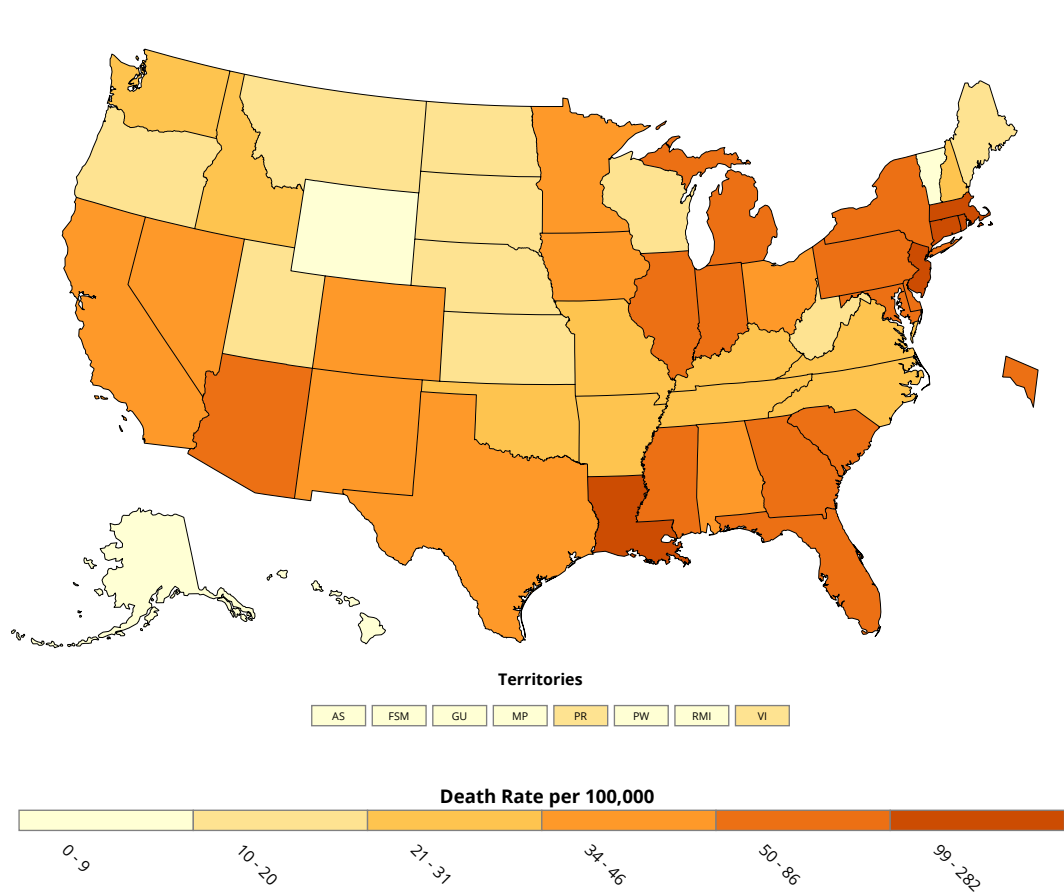 Territories
AS FSM GU MP PR PW RMI VI
Death Rate per 100,000
0 - 9 10 - 20 21 - 31 34 - 46 50 - 86 99 - 282